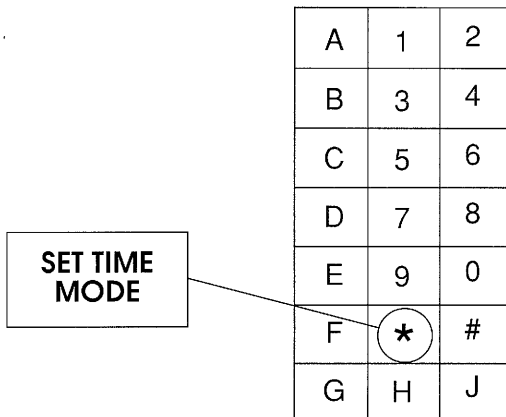 A 1 2
B 3 4
C 5 6
D 7 8
SET TIME
MODE
E 9 0
F * #
G H J